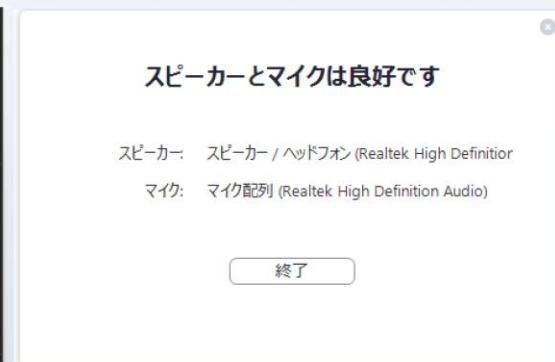 スピーカーとマイクは良好です
スピーカー: スピーカー / ヘッドフォン (Realtek High Definitior
マイク: マイク配列 (Realtek High Definition Audio)
終了